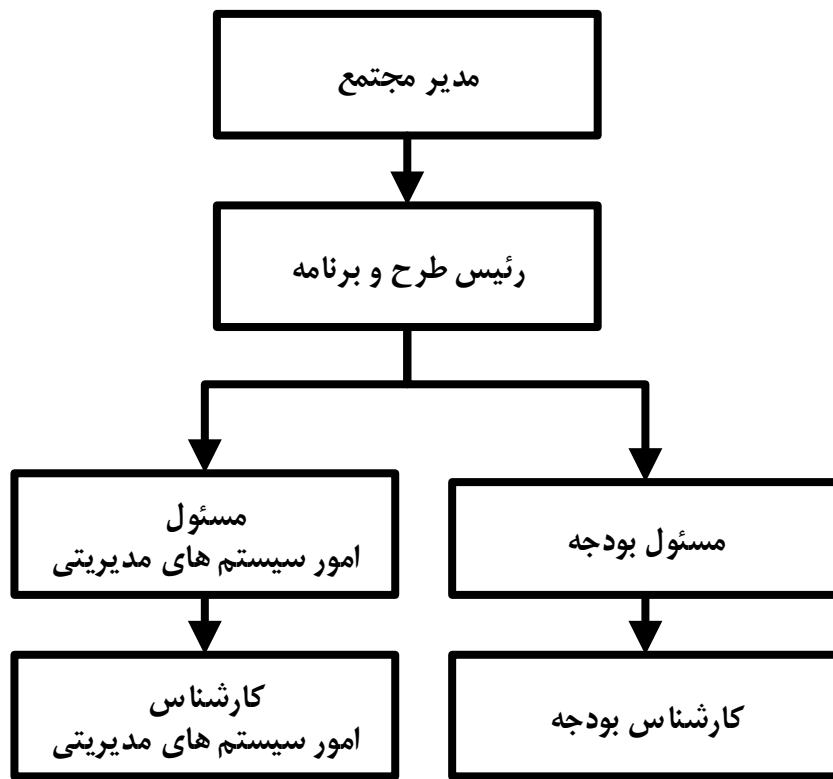 مدیر مجتمع
رئیس طرح و برنامه
مسئول بودجه
مسئول
امور سیستم های مدیریتی
کارشناس بودجه
کارشناس
امور سیستم های مدیریتی